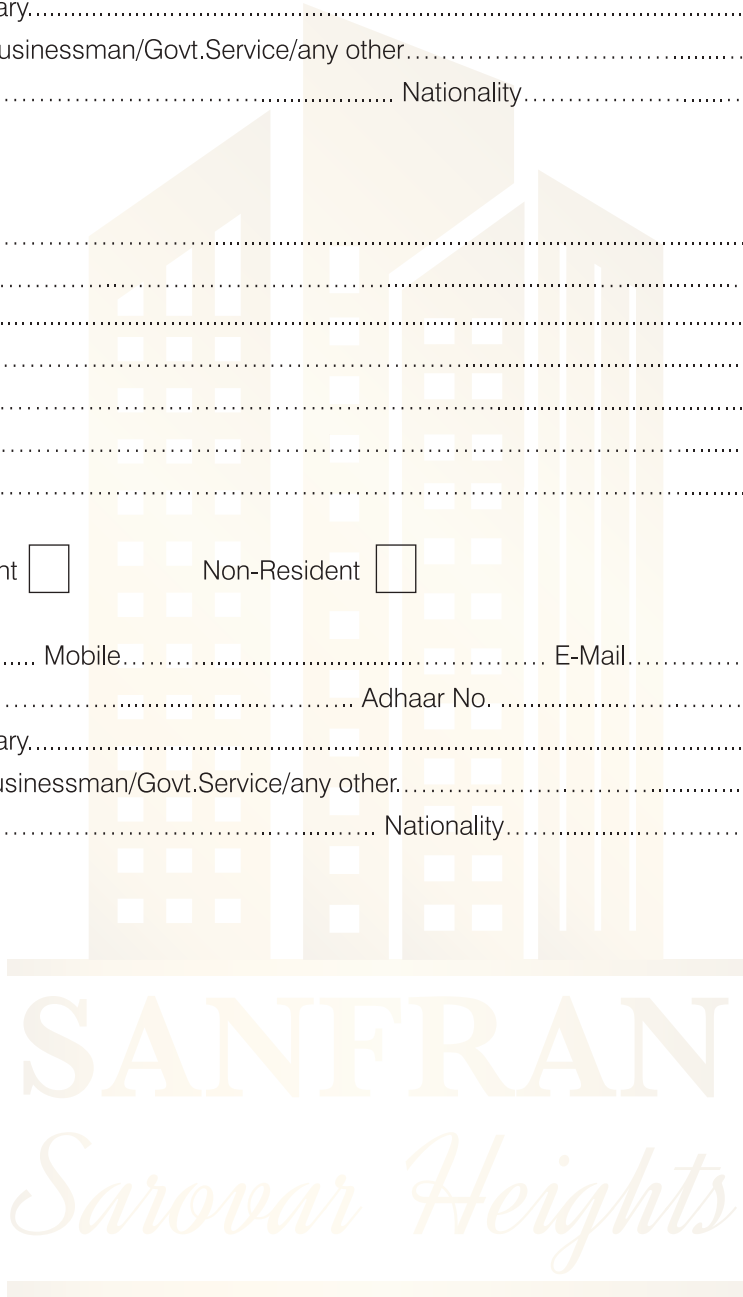 ary
usinessman/Govt.Service/any other
Nationality
nt Non-Resident
Mobile E-Mail
Adhaar No.
ary
usinessman/Govt.Service/any other
Nationality
SANFRAN
Sarovar Heights